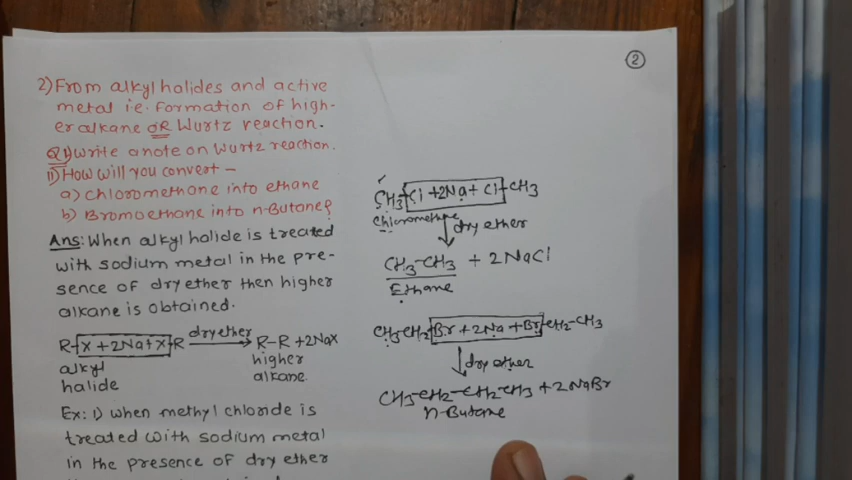 2
2) From alkyl halides and active
metal i.e. formation of high-
er alkane OR Wurtz reaction.
Q I) Write a note on Wurtz reaction.
II) How will you convert -
a) Chloromethane into ethane
b) Bromoethane into n-Butane?
Ans: When alkyl halide is treated
with sodium metal in the pre-
sence of dry ether then higher
alkane is obtained.
R-X + 2Na + X-R dry ether R-R + 2NaX
alkyl halide
higher alkane
Ex: 1) When methyl chloride is
treated with sodium metal
in the presence of dry ether
CH3-Cl + 2Na + Cl-CH3
Chloromethane
dry ether
CH3-CH3 + 2NaCl
Ethane
CH3CH2-Br + 2Na + Br-CH2-CH3
dry ether
CH3-CH2-CH2-CH3 + 2NaBr
n-Butane